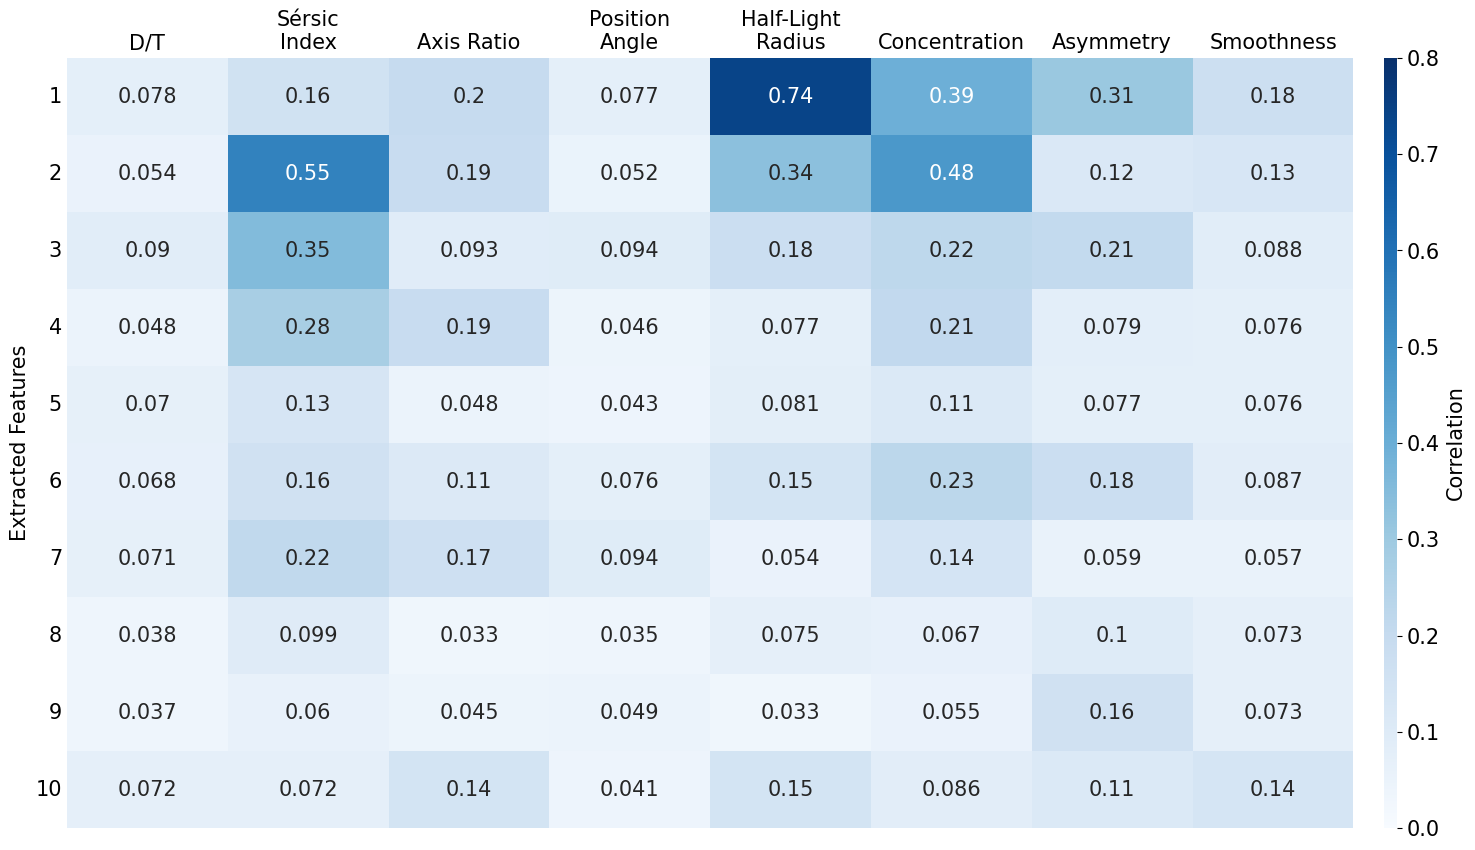 D/T Sérsic Index Axis Ratio Position Angle Half-Light Radius Concentration Asymmetry Smoothness
1 0.078 0.16 0.2 0.077 0.74 0.39 0.31 0.18
2 0.054 0.55 0.19 0.052 0.34 0.48 0.12 0.13
3 0.09 0.35 0.093 0.094 0.18 0.22 0.21 0.088
4 0.048 0.28 0.19 0.046 0.077 0.21 0.079 0.076
5 0.07 0.13 0.048 0.043 0.081 0.11 0.077 0.076
6 0.068 0.16 0.11 0.076 0.15 0.23 0.18 0.087
7 0.071 0.22 0.17 0.094 0.054 0.14 0.059 0.057
8 0.038 0.099 0.033 0.035 0.075 0.067 0.1 0.073
9 0.037 0.06 0.045 0.049 0.033 0.055 0.16 0.073
10 0.072 0.072 0.14 0.041 0.15 0.086 0.11 0.14
Extracted Features
0.8
0.7
0.6
0.5
0.4
0.3
0.2
0.1
0.0
Correlation